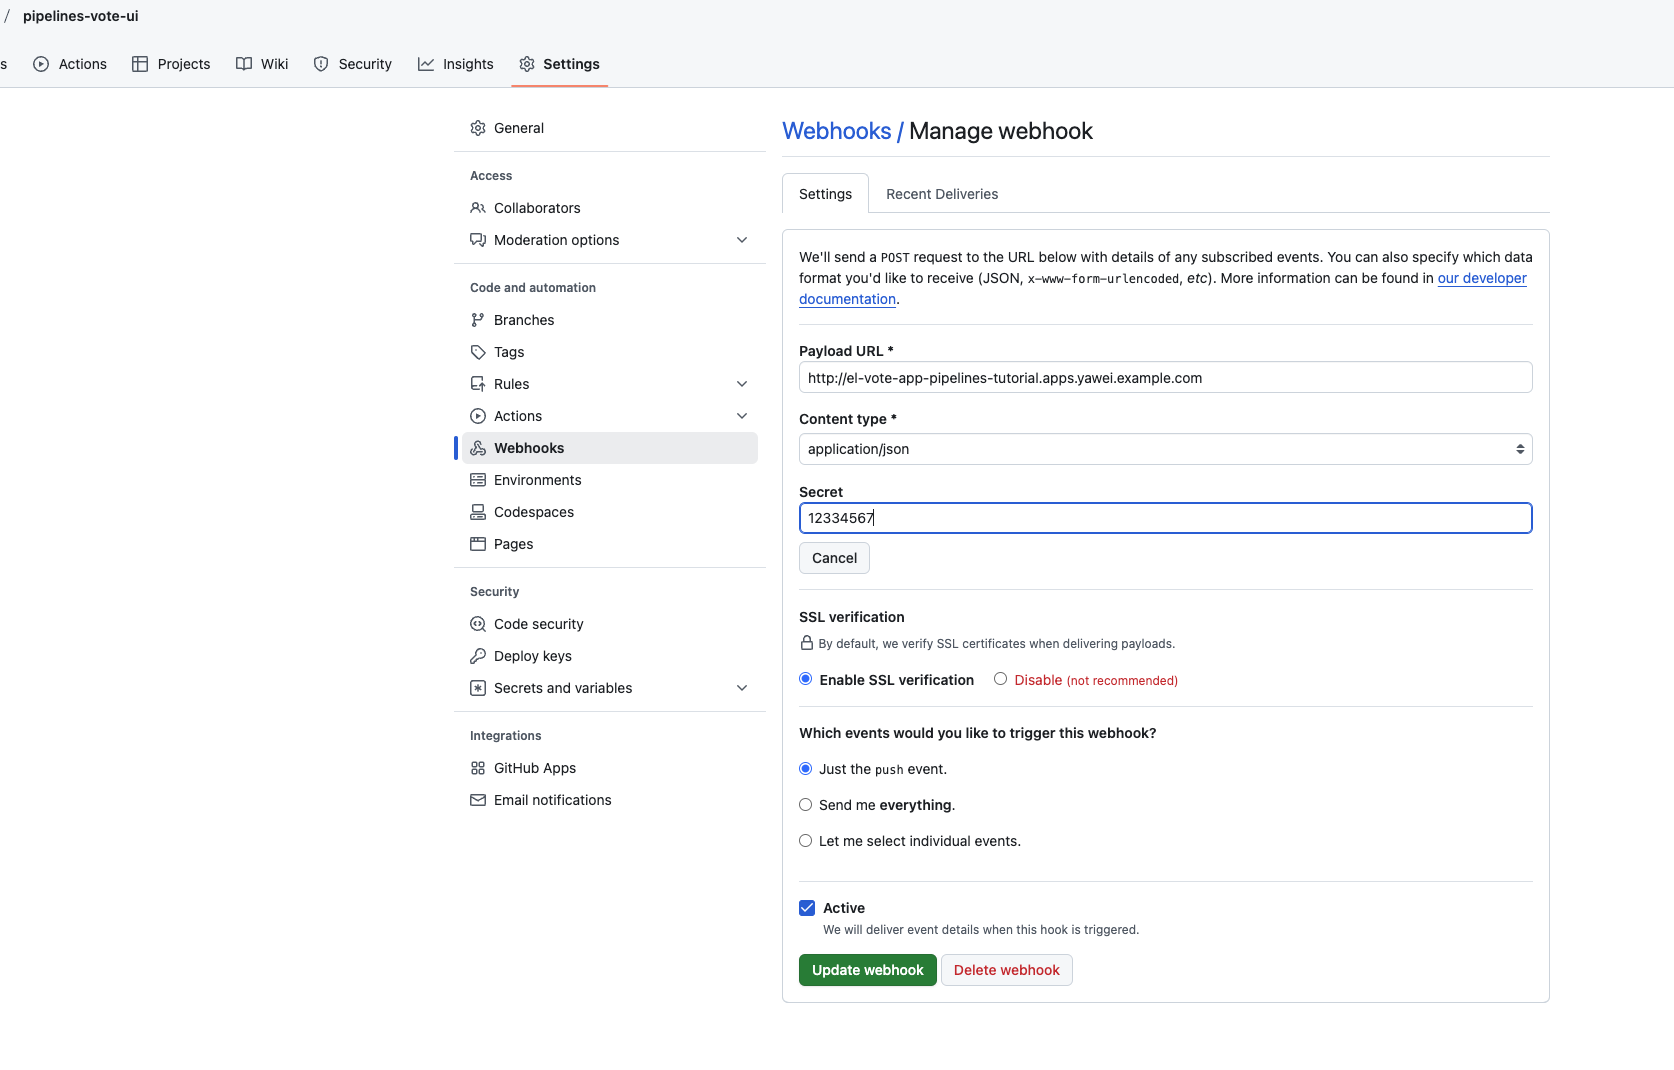 / pipelines-vote-ui
s Actions Projects Wiki Security Insights Settings
General
Access
Collaborators
Moderation options
Code and automation
Branches
Tags
Rules
Actions
Webhooks
Environments
Codespaces
Pages
Security
Code security
Deploy keys
Secrets and variables
Integrations
GitHub Apps
Email notifications
Webhooks / Manage webhook
Settings Recent Deliveries
We'll send a POST request to the URL below with details of any subscribed events. You can also specify which data
format you'd like to receive (JSON, x-www-form-urlencoded, etc). More information can be found in our developer
documentation.
Payload URL *
http://el-vote-app-pipelines-tutorial.apps.yawei.example.com
Content type *
application/json
Secret
12334567
Cancel
SSL verification
By default, we verify SSL certificates when delivering payloads.
Enable SSL verification Disable (not recommended)
Which events would you like to trigger this webhook?
Just the push event.
Send me everything.
Let me select individual events.
Active
We will deliver event details when this hook is triggered.
Update webhook Delete webhook